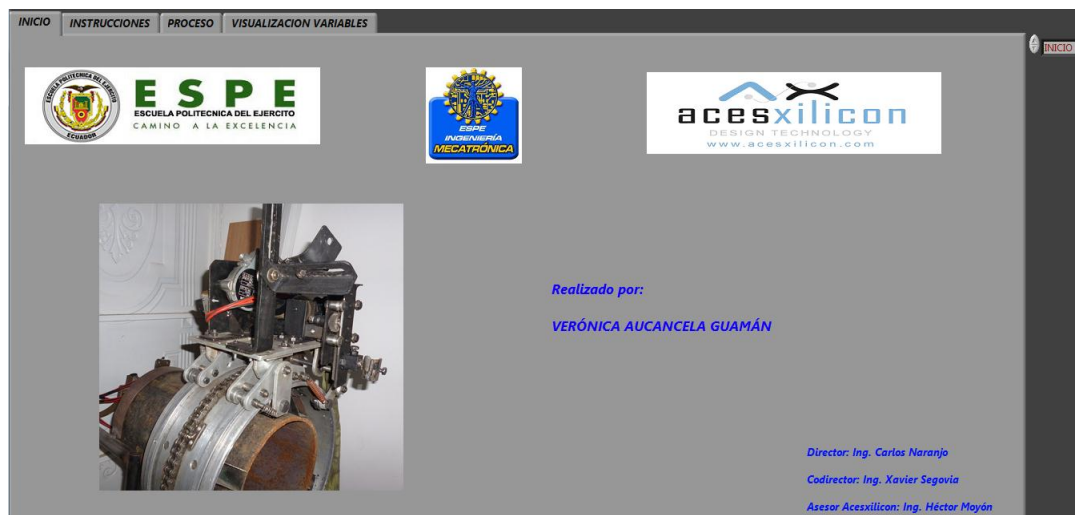 INICIO INSTRUCCIONES PROCESO VISUALIZACION VARIABLES
INICIO
ESCUELA POLITECNICA DEL EJERCITO
ECUADOR
ESPE
ESCUELA POLITECNICA DEL EJERCITO
CAMINO A LA EXCELENCIA
ESPE
INGENIERÍA
MECATRÓNICA
acesxilicon
DESIGN TECHNOLOGY
www.acesxilicon.com
Realizado por:
VERÓNICA AUCANCELA GUAMÁN
Director: Ing. Carlos Naranjo
Codirector: Ing. Xavier Segovia
Asesor Acesxilicon: Ing. Héctor Moyón